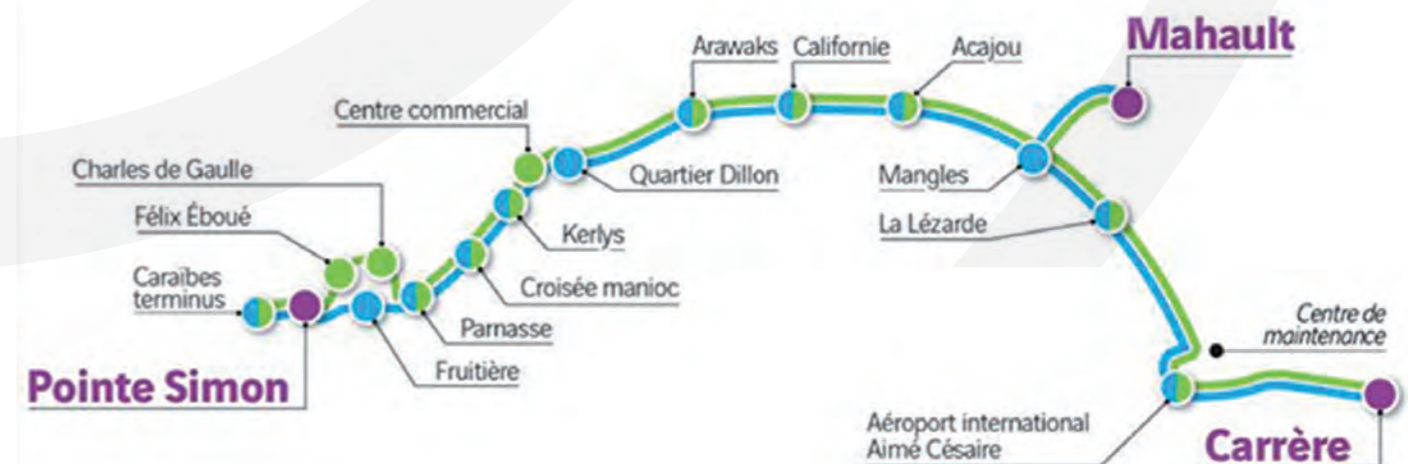 Mahault
Arawaks
Californie
Acajou
Centre commercial
Charles de Gaulle
Quartier Dillon
Mangles
Félix Éboué
La Lézarde
Kerlys
Caraïbes
terminus
Croisée manioc
Centre de
maintenance
Parnasse
Fruitière
Pointe Simon
Aéroport international
Aimé Césaire
Carrère